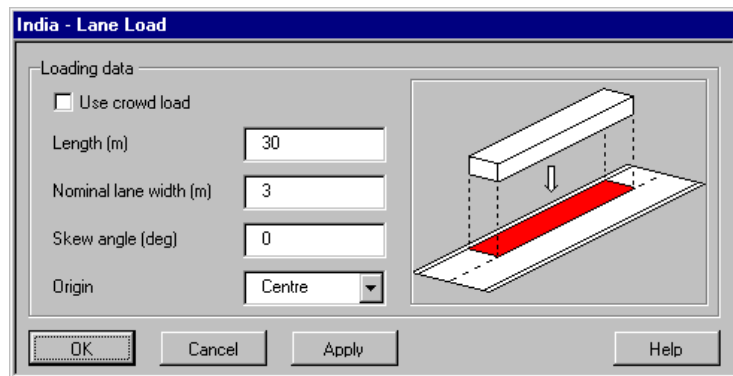 India - Lane Load
Loading data
Use crowd load
Length (m) 30
Nominal lane width (m) 3
Skew angle (deg) 0
Origin Centre
OK Cancel Apply Help